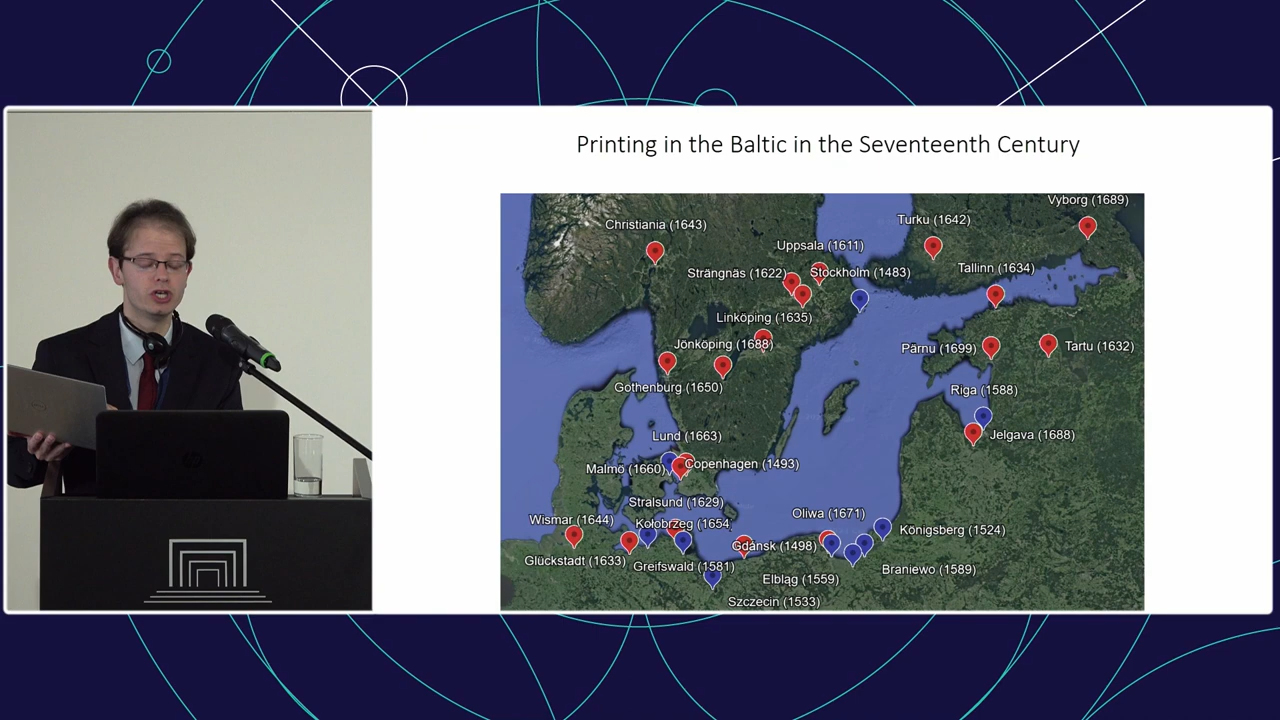 Printing in the Baltic in the Seventeenth Century
Vyborg (1689)
Christiania (1643)
Turku (1642)
Uppsala (1611)
Strängnäs (1622)
Stockholm (1483)
Tallinn (1634)
Linköping (1635)
Jönköping (1688)
Pärnu (1699)
Tartu (1632)
Gothenburg (1650)
Riga (1588)
Lund (1663)
Jelgava (1688)
Malmö (1660)
Copenhagen (1493)
Stralsund (1629)
Oliwa (1671)
Wismar (1644)
Kołobrzeg (1654)
Königsberg (1524)
Gdańsk (1498)
Glückstadt (1633)
Greifswald (1581)
Braniewo (1589)
Elbląg (1559)
Szczecin (1533)